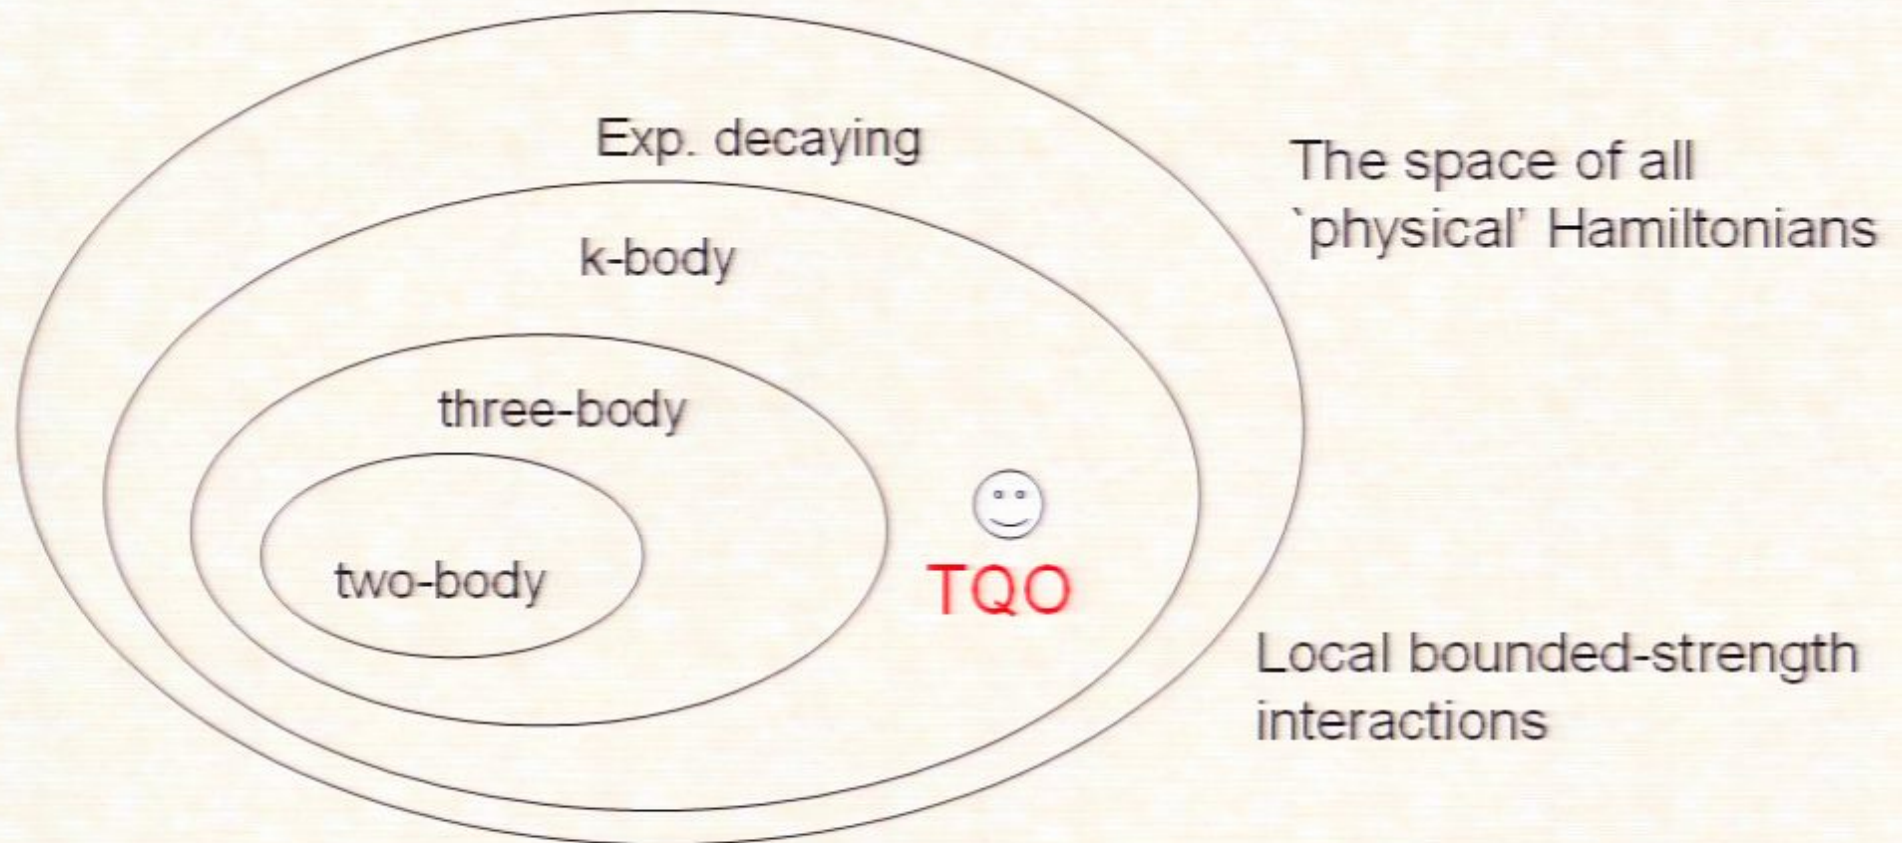 Exp. decaying
The space of all
`physical' Hamiltonians
k-body
three-body
two-body
TQO
Local bounded-strength
interactions